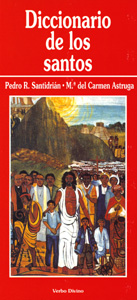 Diccionario
de los
santos
Pedro R. Santidrián • M.ª del Carmen Astruga
Verbo Divino